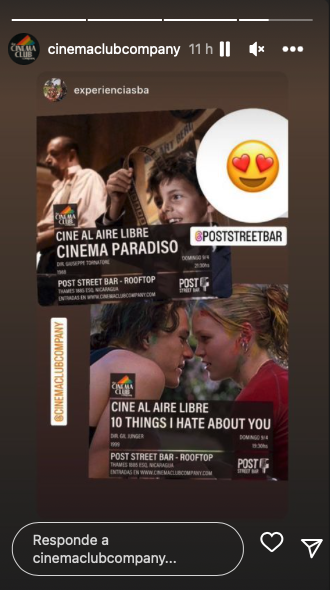 cinemaclubcompany 11 h
experienciasba
CINEMA
CLUB
CINE AL AIRE LIBRE
CINEMA PARADISO
DIR. GIUSEPPE TORNATORE
1988
DOMINGO 9/4
POST STREET BAR - ROOFTOP
THAMES 1885 ESQ. NICARAGUA
ENTRADAS EN WWW.CINEMACLUBCOMPANY.COM
POST
STREET BAR
@POSTSTREETBAR
@CINEMACLUBCOMPANY
CINEMA
CLUB
CINE AL AIRE LIBRE
10 THINGS I HATE ABOUT YOU
DIR. GIL JUNGER
1999
DOMINGO 9/4
19:30hs
POST STREET BAR - ROOFTOP
THAMES 1885 ESQ. NICARAGUA
ENTRADAS EN WWW.CINEMACLUBCOMPANY.COM
POST
STREET BAR
Responde a
cinemaclubcompany...